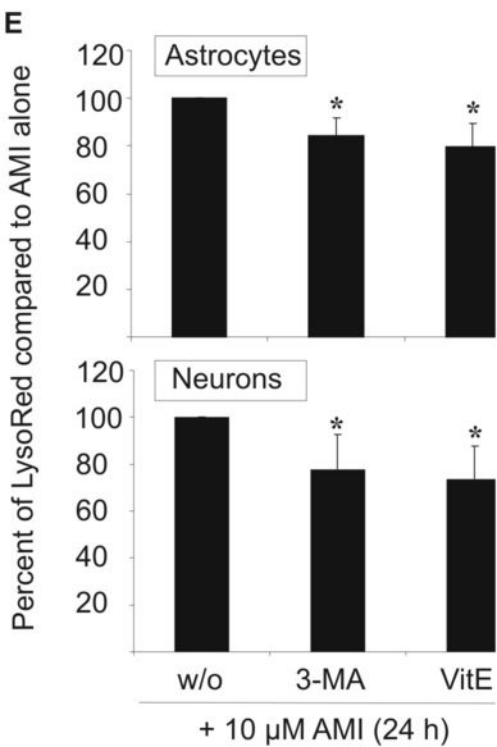 E
Percent of LysoRed compared to AMI alone
Astrocytes
120
100
80
60
40
20
* *
Neurons
120
100
80
60
40
20
* *
w/o 3-MA VitE
+ 10 µM AMI (24 h)